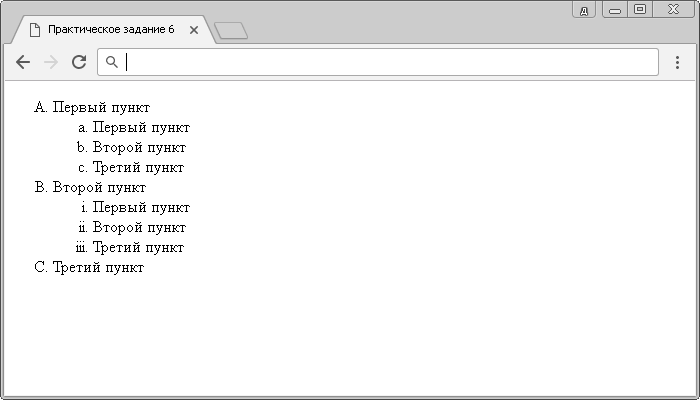 Д
Практическое задание 6
A. Первый пункт
a. Первый пункт
b. Второй пункт
c. Третий пункт
B. Второй пункт
i. Первый пункт
ii. Второй пункт
iii. Третий пункт
C. Третий пункт